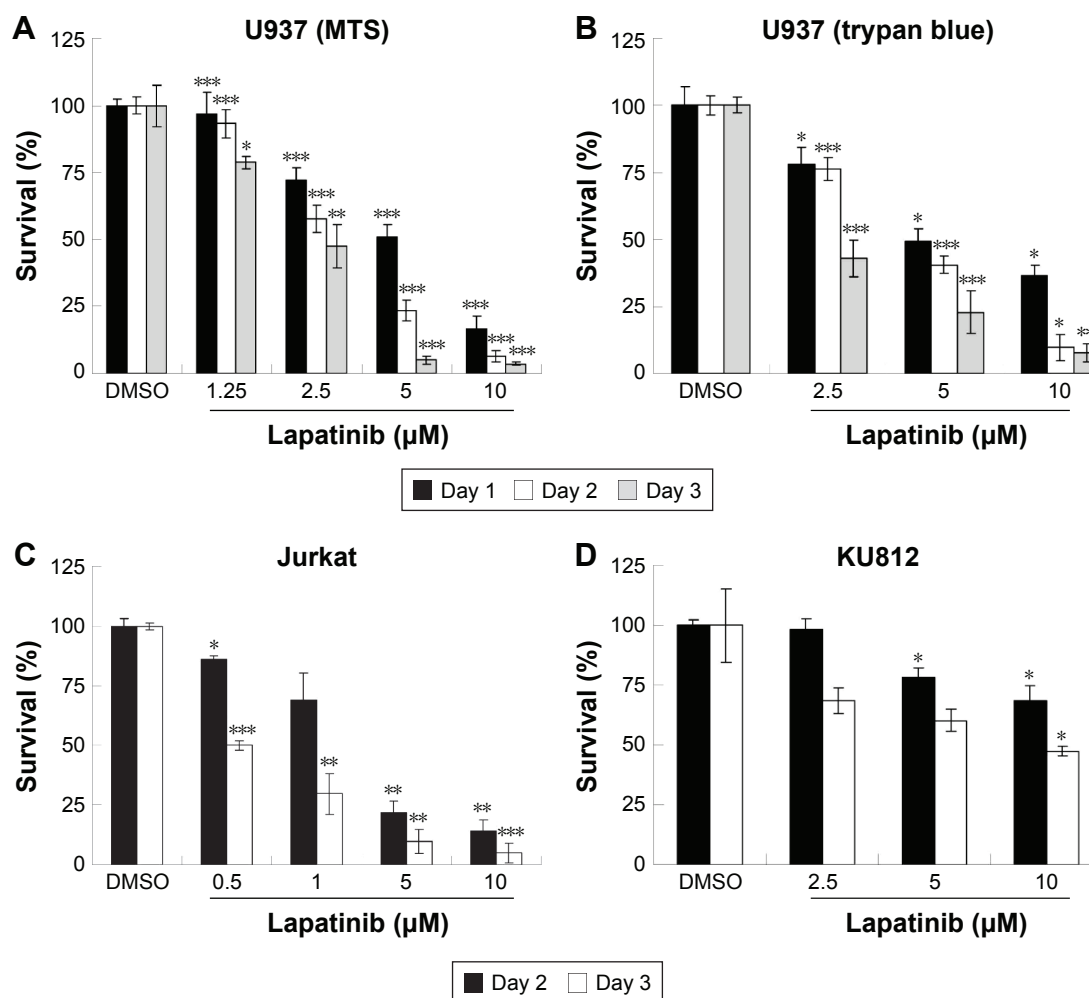 A
U937 (MTS)
125
100
75
50
25
0
Survival (%)
***
***
*
***
***
**
***
***
***
***
***
***
DMSO
1.25
2.5
5
10
Lapatinib (µM)
B
U937 (trypan blue)
125
100
75
50
25
0
Survival (%)
*
***
***
*
***
***
*
*
DMSO
2.5
5
10
Lapatinib (µM)
Day 1
Day 2
Day 3
C
Jurkat
125
100
75
50
25
0
Survival (%)
*
***
**
**
**
**
***
DMSO
0.5
1
5
10
Lapatinib (µM)
D
KU812
125
100
75
50
25
0
Survival (%)
*
*
*
DMSO
2.5
5
10
Lapatinib (µM)
Day 2
Day 3